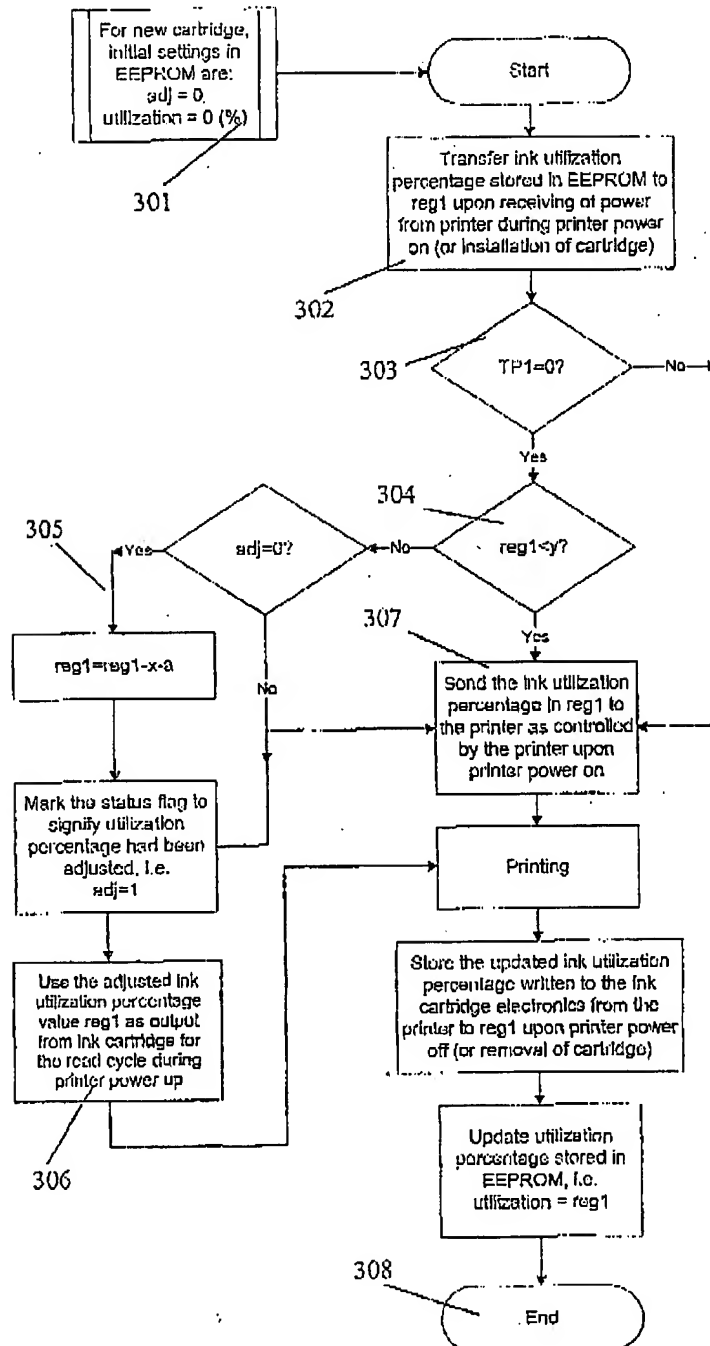 For new cartridge,
initial settings in
EEPROM are:
adj = 0,
utilization = 0 (%)
301
Start
Transfer ink utilization
percentage stored in EEPROM to
reg1 upon receiving of power
from printer during printer power
on (or installation of cartridge)
302
303
TP1=0?
No
Yes
304
reg1<y?
No
adj=0?
Yes
305
reg1=reg1-x-a
No
Yes
307
Send the ink utilization
percentage in reg1 to
the printer as controlled
by the printer upon
printer power on
Mark the status flag to
signify utilization
percentage had been
adjusted, i.e.
adj=1
Printing
Use the adjusted ink
utilization percentage
value reg1 as output
from ink cartridge for
the read cycle during
printer power up
306
Store the updated ink utilization
percentage written to the ink
cartridge electronics from the
printer to reg1 upon printer power
off (or removal of cartridge)
Update utilization
percentage stored in
EEPROM, i.e.
utilization = reg1
308
End